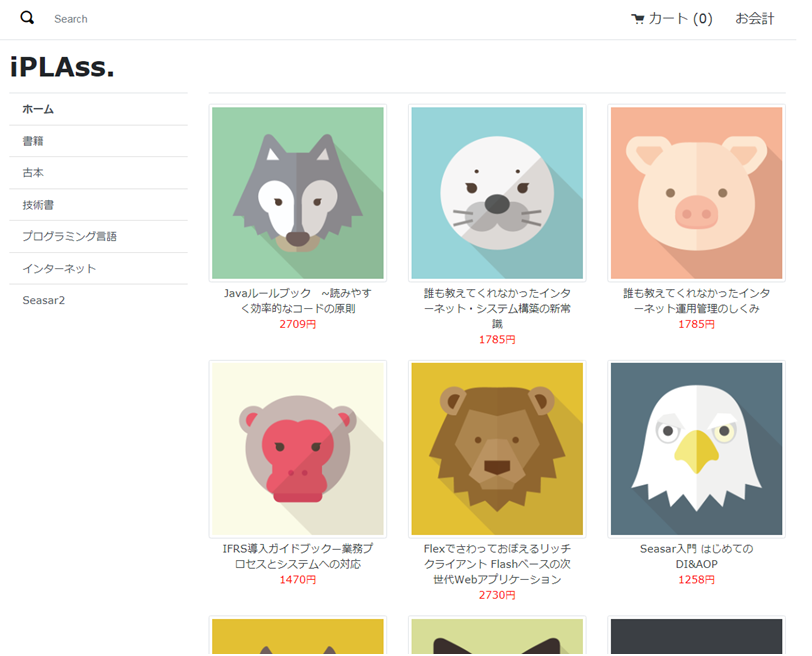 Search
カート (0)
お会計
iPLAss.
ホーム
書籍
古本
技術書
プログラミング言語
インターネット
Seasar2
Javaルールブック　~読みやす
く効率的なコードの原則
2709円
誰も教えてくれなかったインタ
ーネット・システム構築の新常
識
1785円
誰も教えてくれなかったインタ
ーネット運用管理のしくみ
1785円
IFRS導入ガイドブックー業務プ
ロセスとシステムへの対応
1470円
Flexでさわっておぼえるリッチ
クライアント Flashベースの次
世代Webアプリケーション
2730円
Seasar入門 はじめての
DI&AOP
1258円